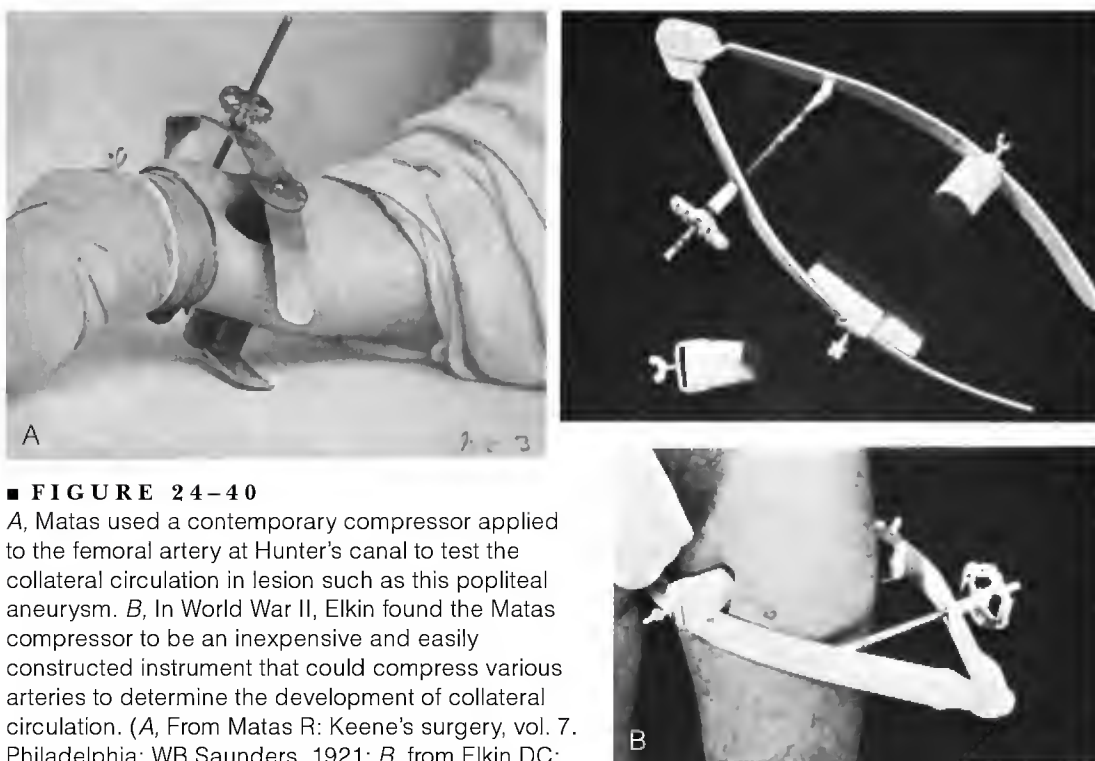 A
B
■ FIGURE 24–40
A, Matas used a contemporary compressor applied
to the femoral artery at Hunter's canal to test the
collateral circulation in lesion such as this popliteal
aneurysm. B, In World War II, Elkin found the Matas
compressor to be an inexpensive and easily
constructed instrument that could compress various
arteries to determine the development of collateral
circulation. (A, From Matas R: Keene's surgery, vol. 7.
Philadelphia: WB Saunders, 1921; B, from Elkin DC: